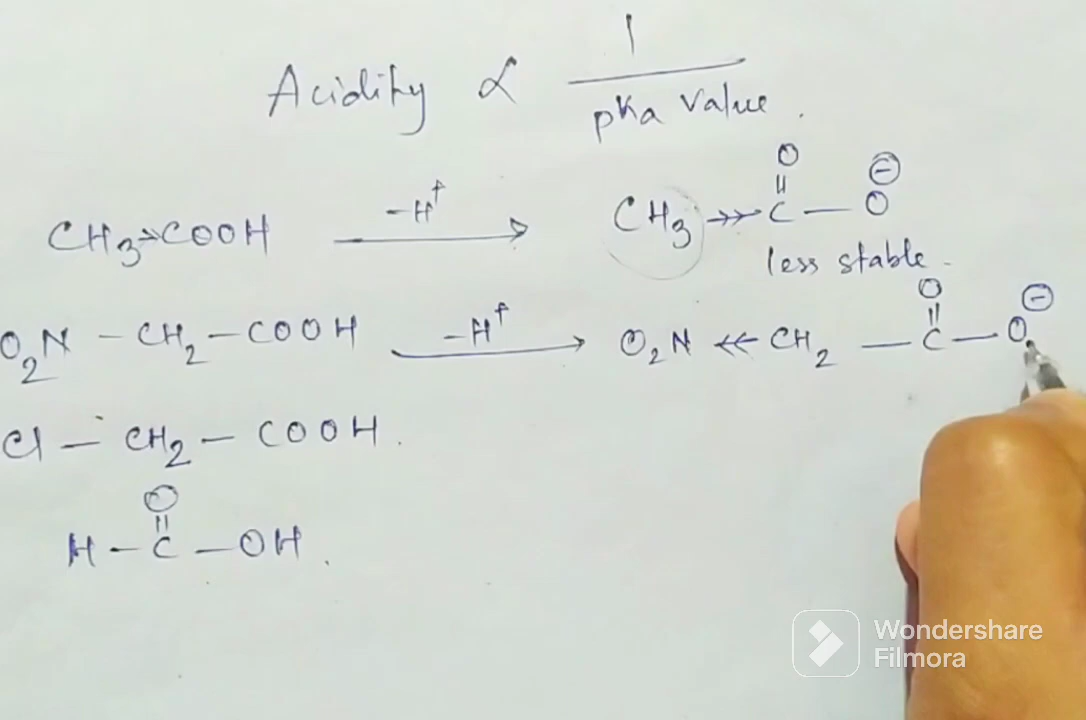 Acidity ∝ 1 / pKa value.
CH3→COOH —(-H⁺)→ CH3→→C(=O)—O⊖
less stable.
O2N—CH2—COOH —(-H⁺)→ O2N←←CH2—C(=O)—O⊖
Cl—CH2—COOH.
H—C(=O)—OH.
Wondershare
Filmora